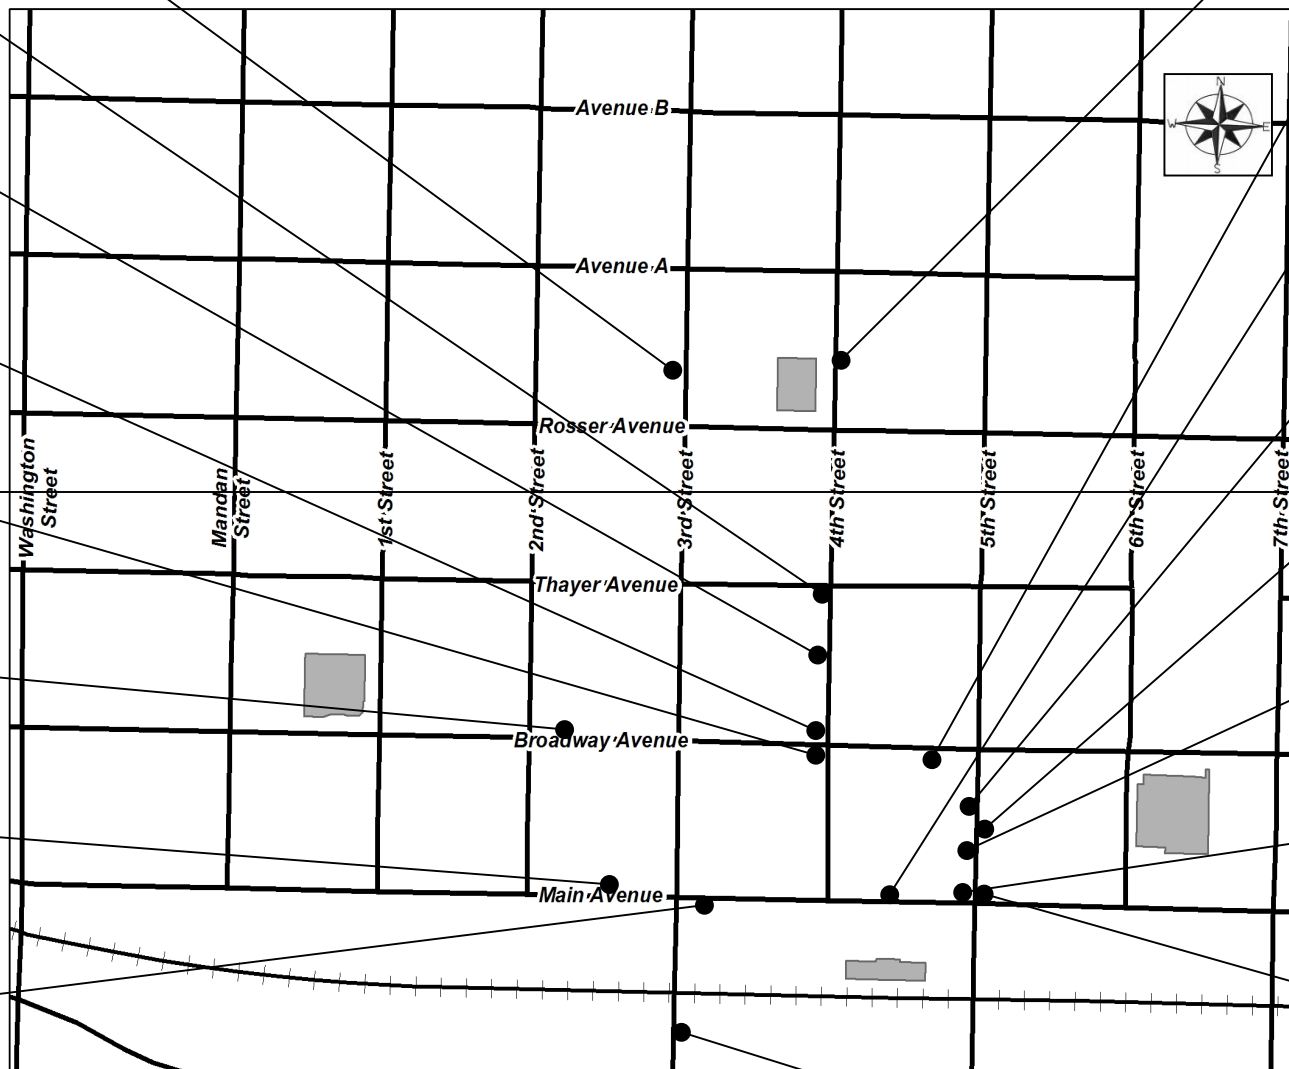 Avenue B
N
W
E
S
Avenue A
Rosser Avenue
Washington
Street
Mandan
Street
1st Street
2nd Street
3rd Street
4th Street
5th Street
6th Street
7th Street
Thayer Avenue
Broadway Avenue
Main Avenue